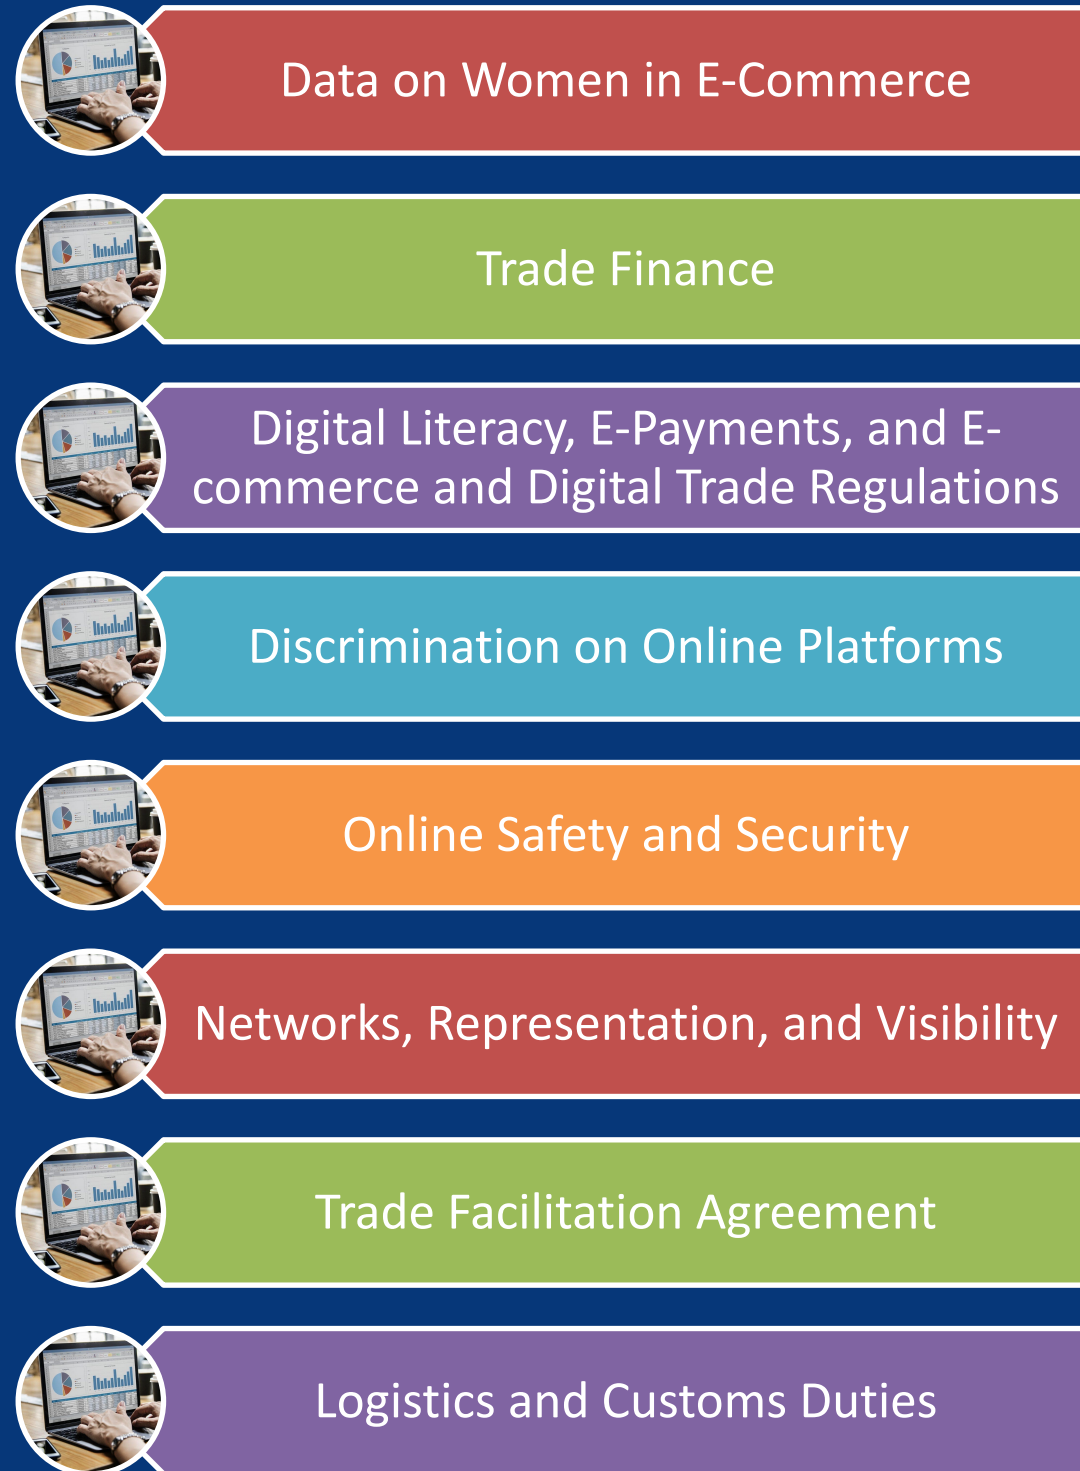 Data on Women in E-Commerce
Trade Finance
Digital Literacy, E-Payments, and E-
commerce and Digital Trade Regulations
Discrimination on Online Platforms
Online Safety and Security
Networks, Representation, and Visibility
Trade Facilitation Agreement
Logistics and Customs Duties